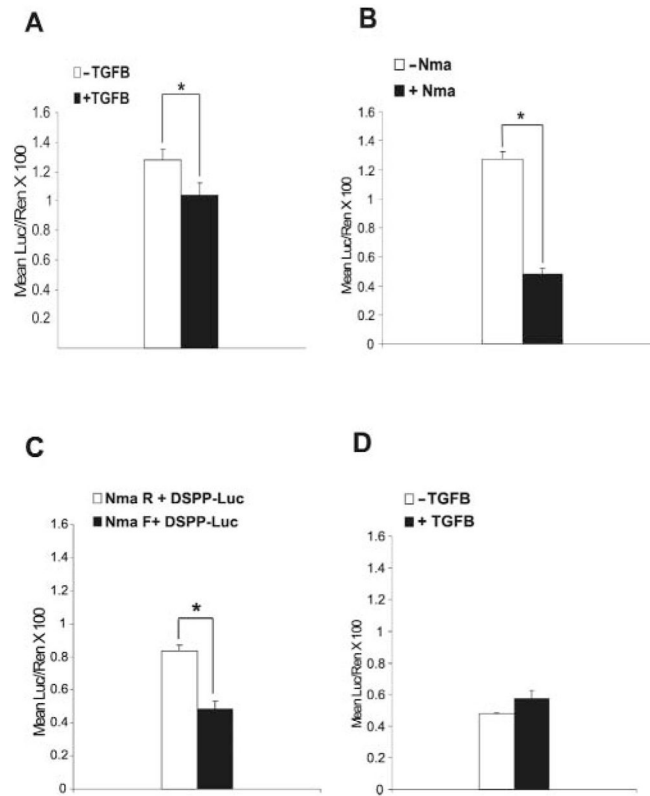 A
–TGFB
+TGFB
*
Mean Luc//Ren X 100
1.6
1.4
1.2
1
0.8
0.6
0.4
0.2
B
–Nma
+ Nma
*
Mean Luc/Ren X 100
1.6
1.4
1.2
1
0.8
0.6
0.4
0.2
0
C
Nma R + DSPP-Luc
Nma F+ DSPP-Luc
*
Mean Luc//Ren X 100
1.6
1.4
1.2
1
0.8
0.6
0.4
0.2
0
D
–TGFB
+ TGFB
Mean Luc/Ren X 100
1.6
1.4
1.2
1
0.8
0.6
0.4
0.2
0